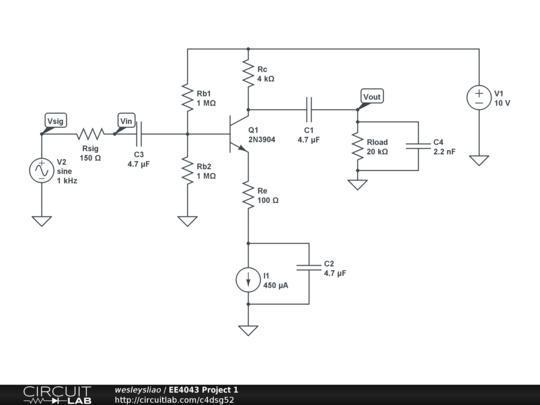 Rc
4 kΩ
Rb1
1 MΩ
Vout
V1
10 V
Vsig
Vin
Rsig
150 Ω
C3
4.7 µF
Q1
2N3904
C1
4.7 µF
Rload
20 kΩ
C4
2.2 nF
V2
sine
1 kHz
Rb2
1 MΩ
Re
100 Ω
I1
450 µA
C2
4.7 µF
CIRCUIT
LAB
wesleysliao / EE4043 Project 1
http://circuitlab.com/c4dsg52